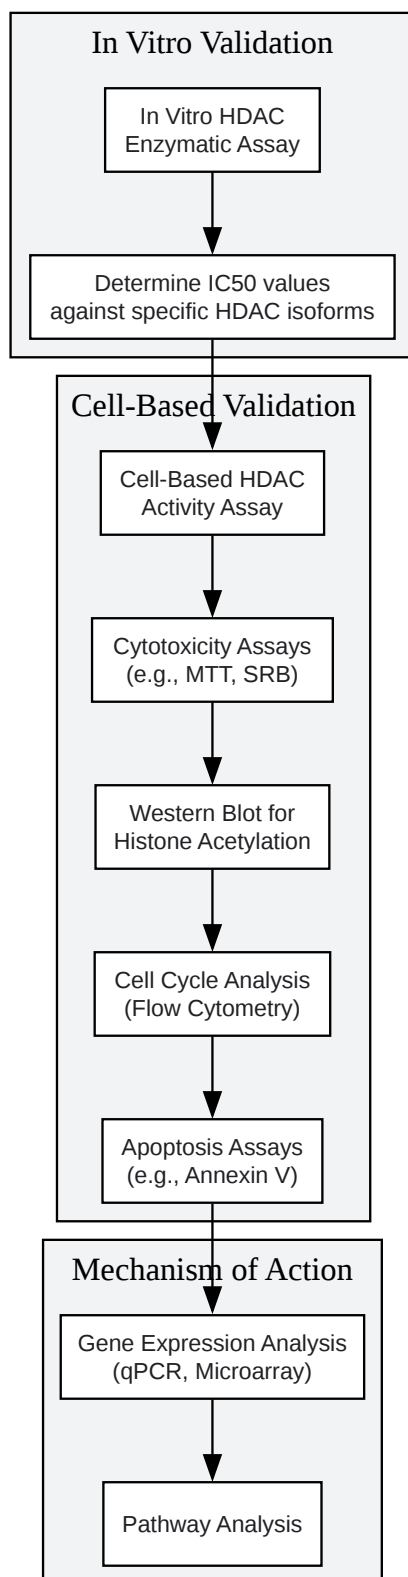 In Vitro Validation
In Vitro HDAC
Enzymatic Assay
Determine IC50 values
against specific HDAC isoforms
Cell-Based Validation
Cell-Based HDAC
Activity Assay
Cytotoxicity Assays
(e.g., MTT, SRB)
Western Blot for
Histone Acetylation
Cell Cycle Analysis
(Flow Cytometry)
Apoptosis Assays
(e.g., Annexin V)
Mechanism of Action
Gene Expression Analysis
(qPCR, Microarray)
Pathway Analysis